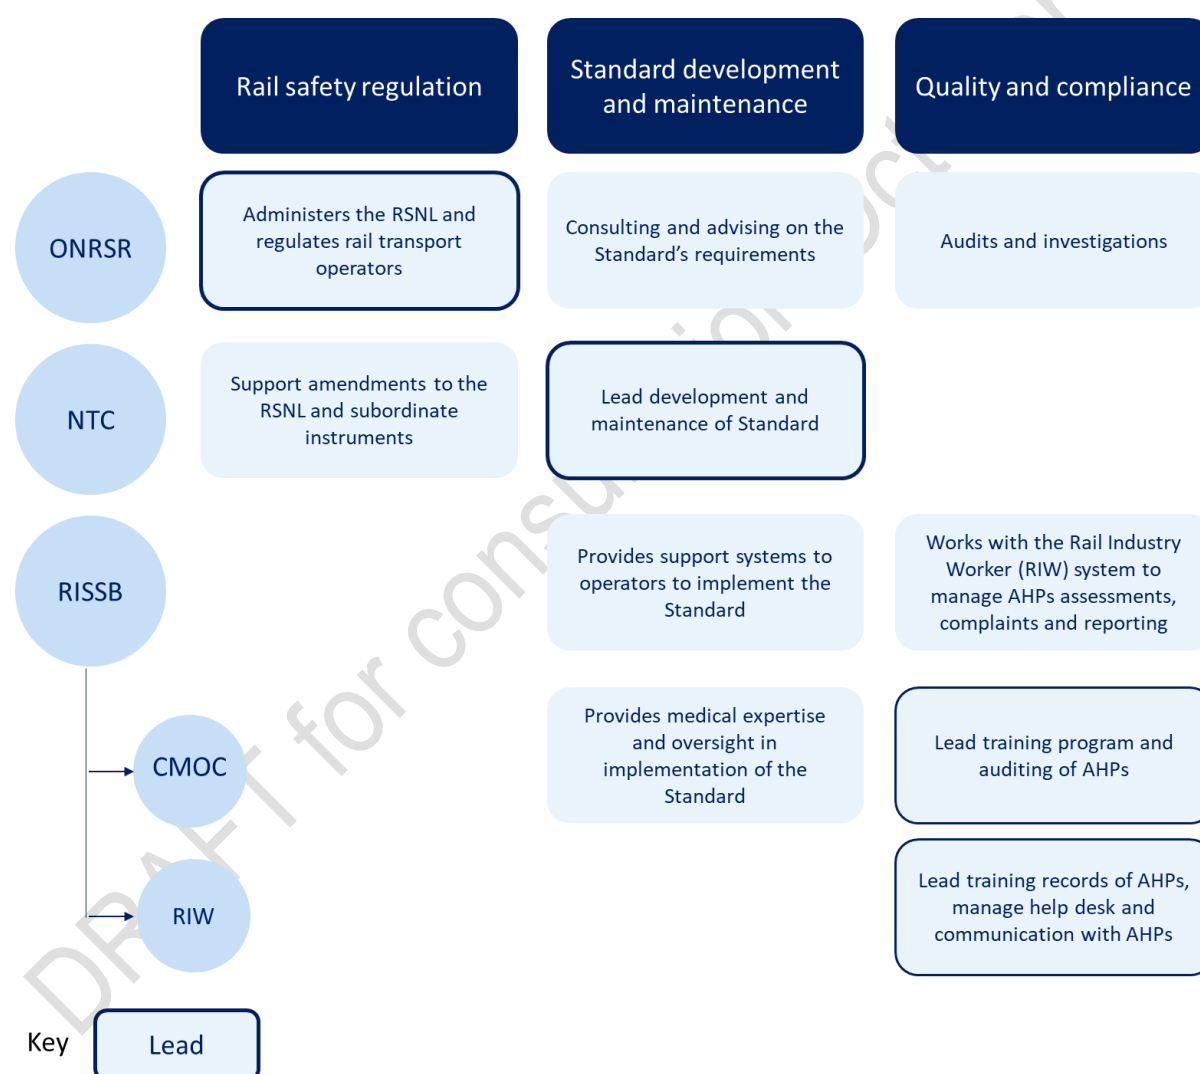 Rail safety regulation
Standard development
and maintenance
Quality and compliance
ONRSR
Administers the RSNL and
regulates rail transport
operators
Consulting and advising on the
Standard's requirements
Audits and investigations
NTC
Support amendments to the
RSNL and subordinate
instruments
Lead development and
maintenance of Standard
RISSB
Provides support systems to
operators to implement the
Standard
Works with the Rail Industry
Worker (RIW) system to
manage AHPs assessments,
complaints and reporting
CMOC
Provides medical expertise
and oversight in
implementation of the
Standard
Lead training program and
auditing of AHPs
RIW
Lead training records of AHPs,
manage help desk and
communication with AHPs
Key
Lead
DRAFT for